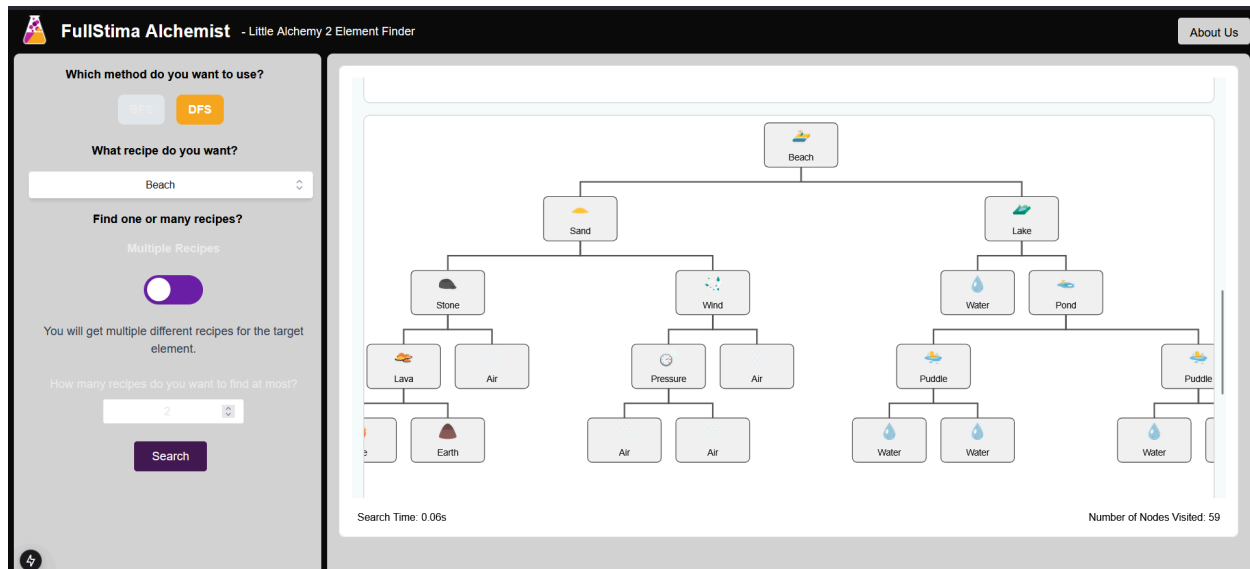 FullStima Alchemist - Little Alchemy 2 Element Finder
About Us
Which method do you want to use?
BFS
DFS
What recipe do you want?
Beach
Find one or many recipes?
Multiple Recipes
You will get multiple different recipes for the target
element.
How many recipes do you want to find at most?
2
Search
Beach
Sand
Lake
Stone
Wind
Water
Pond
Lava
Air
Pressure
Air
Puddle
Puddle
e
Earth
Air
Air
Water
Water
Water
Search Time: 0.06s
Number of Nodes Visited: 59